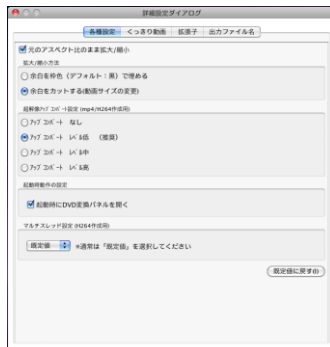 詳細設定ダイアログ
各種設定 くっきり動画 拡張子 出力ファイル名
元のアスペクト比のまま拡大/縮小
拡大/縮小方法
余白を枠色（デフォルト：黒）で埋める
余白をカットする(動画サイズの変更)
超解像アップコンバート設定 (mp4/H264作成用)
アップコンバート なし
アップコンバート レベル低 （推奨）
アップコンバート レベル中
アップコンバート レベル高
起動時動作の設定
起動時にDVD変換パネルを開く
マルチスレッド設定 (H264作成用)
既定値 ※通常は「既定値」を選択してください
既定値に戻す(I)